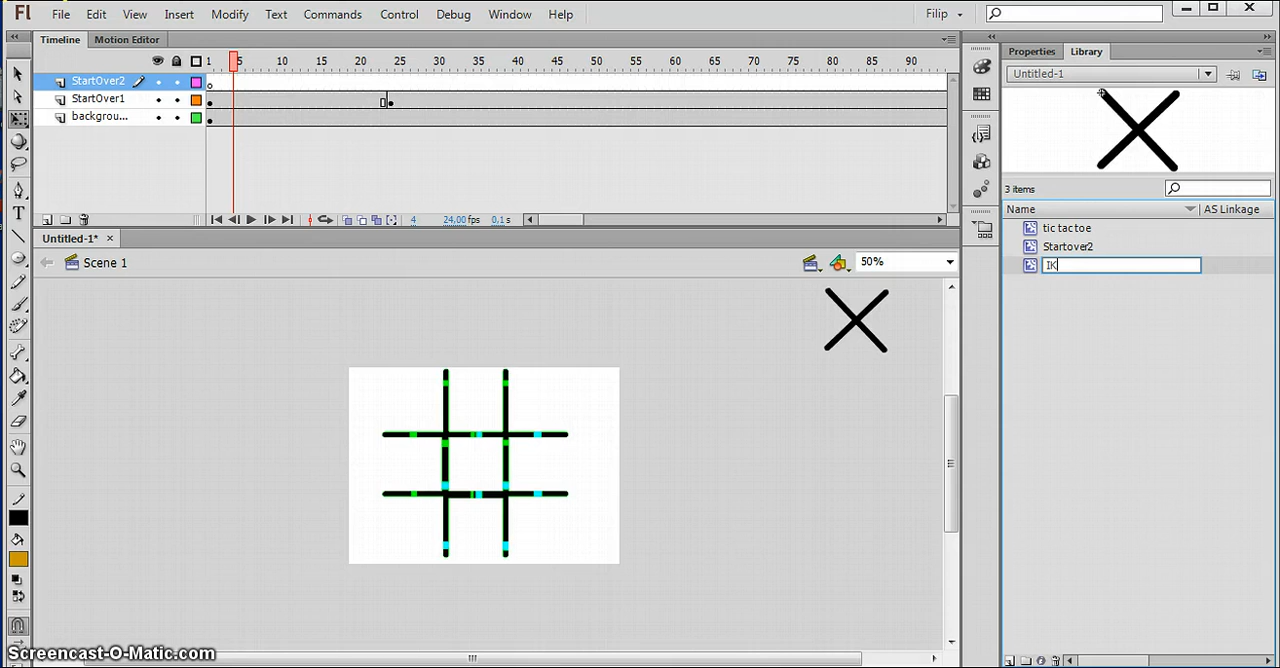 Fl File Edit View Insert Modify Text Commands Control Debug Window Help Filip
Timeline Motion Editor
Properties Library
1 5 10 15 20 25 30 35 40 45 50 55 60 65 70 75 80 85 90
Untitled-1
StartOver2
StartOver1
backgrou...
3 items
Name AS Linkage
4 24.00 fps 0,1 s
tic tac toe
Startover2
IK
Untitled-1*
Scene 1
50%
T
Screencast-O-Matic.com